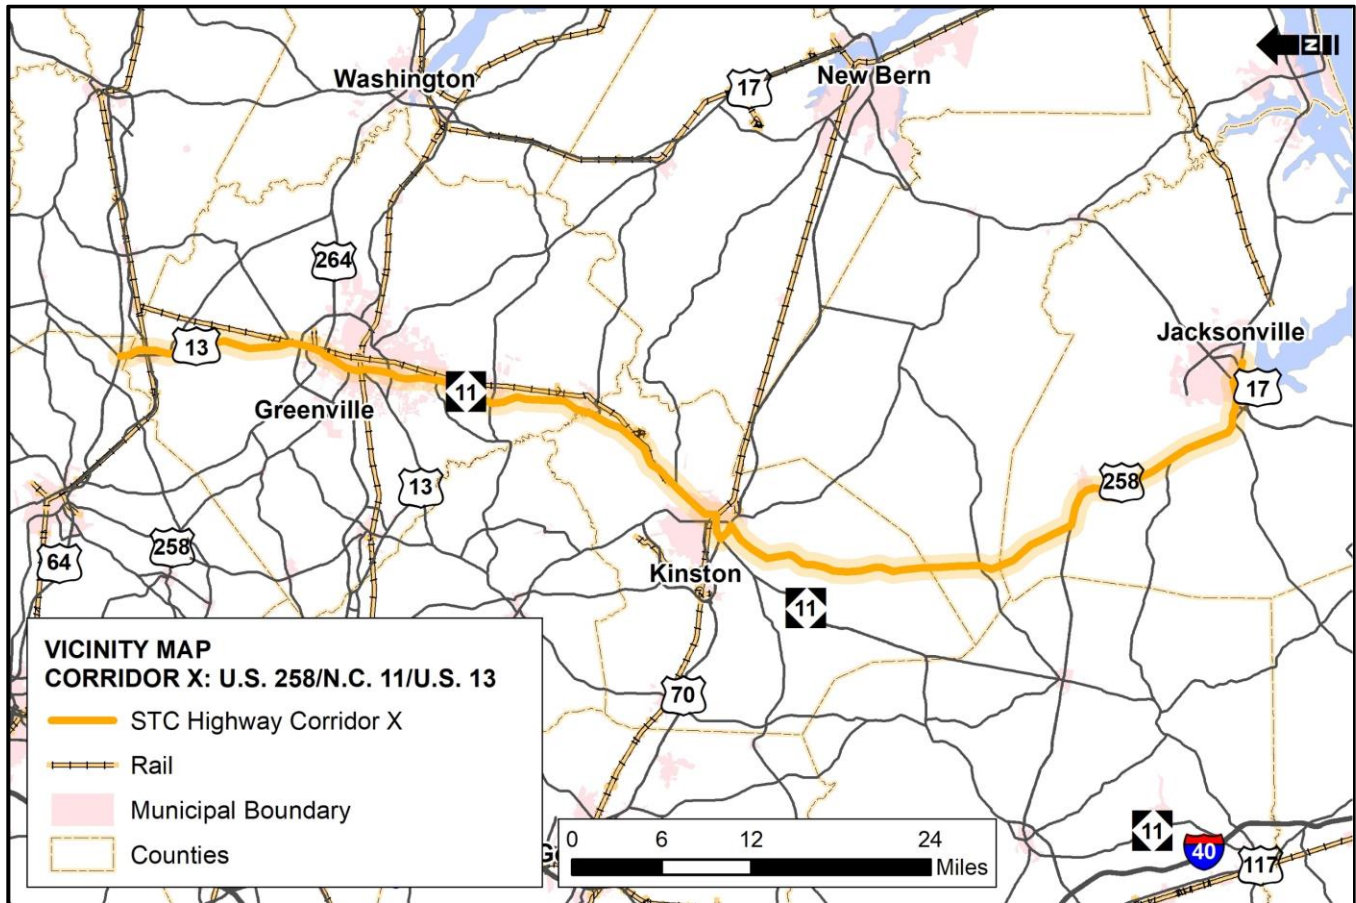 N
Washington
New Bern
17
264
Jacksonville
13
11
17
Greenville
13
258
258
64
Kinston
11
VICINITY MAP
CORRIDOR X: U.S. 258/N.C. 11/U.S. 13
STC Highway Corridor X
Rail
Municipal Boundary
Counties
70
11
40
117
0 6 12 24
Miles